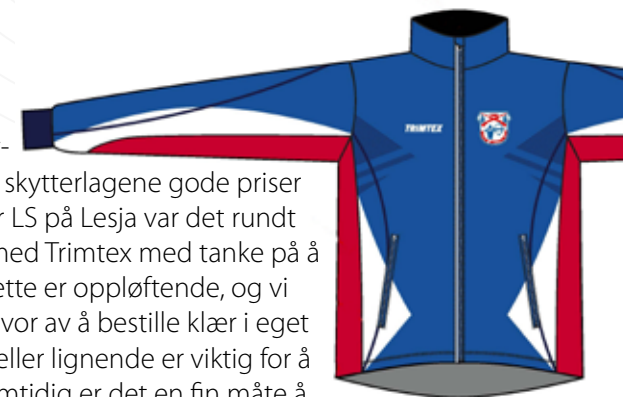 -
skytterlagene gode priser
r LS på Lesja var det rundt
med Trimtex med tanke på å
ette er oppløftende, og vi
vor av å bestille klær i eget
eller lignende er viktig for å
mtidig er det en fin måte å
TRIMTEX